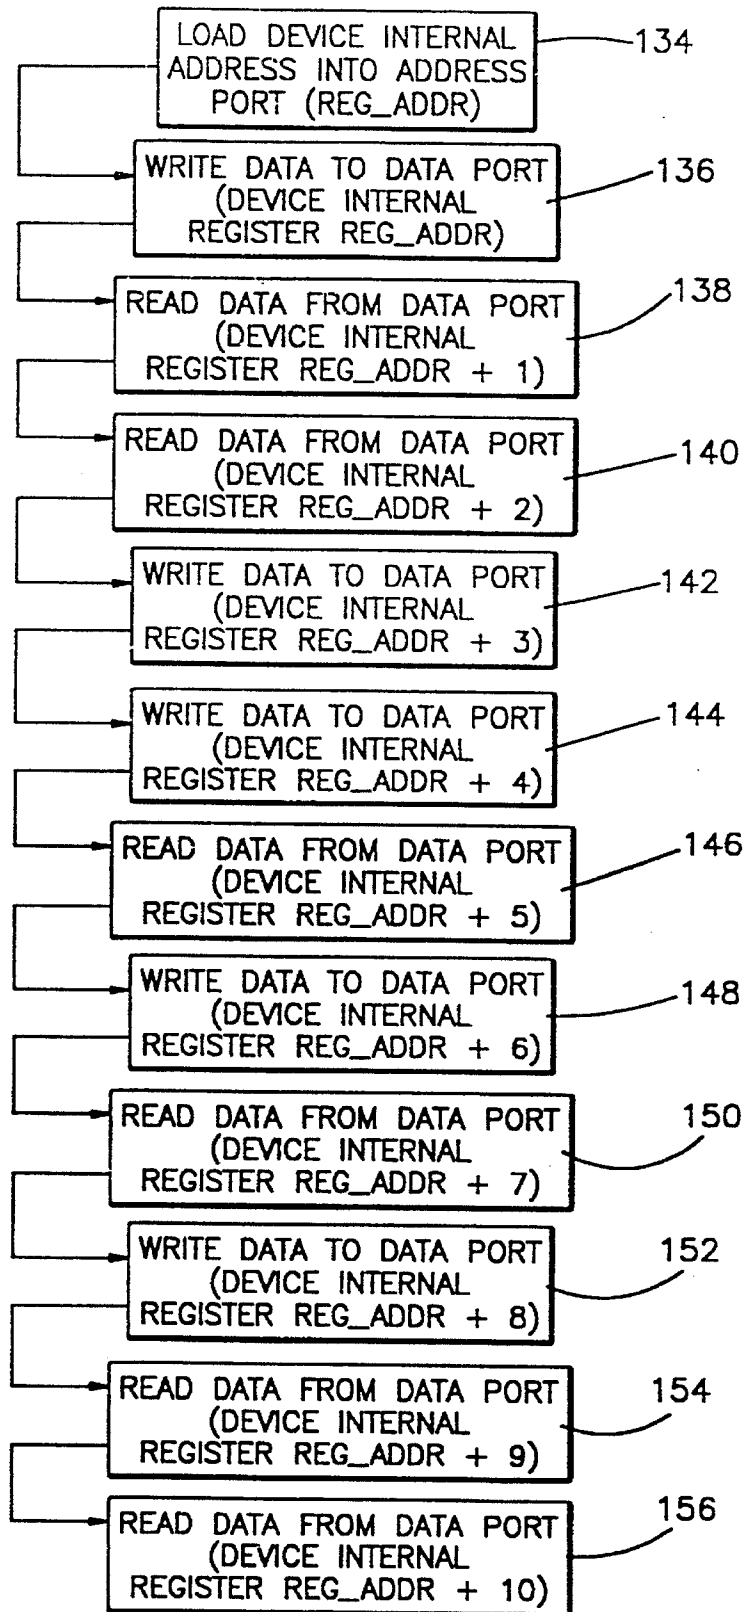 LOAD DEVICE INTERNAL
ADDRESS INTO ADDRESS
PORT (REG_ADDR)
134
WRITE DATA TO DATA PORT
(DEVICE INTERNAL
REGISTER REG_ADDR)
136
READ DATA FROM DATA PORT
(DEVICE INTERNAL
REGISTER REG_ADDR + 1)
138
READ DATA FROM DATA PORT
(DEVICE INTERNAL
REGISTER REG_ADDR + 2)
140
WRITE DATA TO DATA PORT
(DEVICE INTERNAL
REGISTER REG_ADDR + 3)
142
WRITE DATA TO DATA PORT
(DEVICE INTERNAL
REGISTER REG_ADDR + 4)
144
READ DATA FROM DATA PORT
(DEVICE INTERNAL
REGISTER REG_ADDR + 5)
146
WRITE DATA TO DATA PORT
(DEVICE INTERNAL
REGISTER REG_ADDR + 6)
148
READ DATA FROM DATA PORT
(DEVICE INTERNAL
REGISTER REG_ADDR + 7)
150
WRITE DATA TO DATA PORT
(DEVICE INTERNAL
REGISTER REG_ADDR + 8)
152
READ DATA FROM DATA PORT
(DEVICE INTERNAL
REGISTER REG_ADDR + 9)
154
READ DATA FROM DATA PORT
(DEVICE INTERNAL
REGISTER REG_ADDR + 10)
156